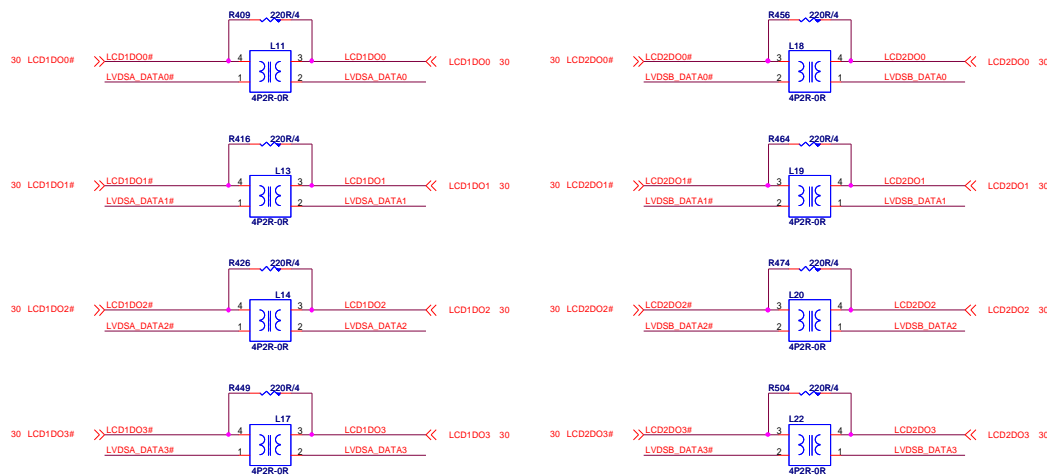 R409 220R/4 R456 220R/4
L11 L18
30 LCD1DO0# LCD1DO0# 4 3 LCD1DO0 LCD1DO0 30 30 LCD2DO0# LCD2DO0# 3 4 LCD2DO0 LCD2DO0 30
LVDSA_DATA0# 1 2 LVDSA_DATA0 LVDSB_DATA0# 2 1 LVDSB_DATA0
4P2R-0R 4P2R-0R
R416 220R/4 R464 220R/4
L13 L19
30 LCD1DO1# LCD1DO1# 4 3 LCD1DO1 LCD1DO1 30 30 LCD2DO1# LCD2DO1# 3 4 LCD2DO1 LCD2DO1 30
LVDSA_DATA1# 1 2 LVDSA_DATA1 LVDSB_DATA1# 2 1 LVDSB_DATA1
4P2R-0R 4P2R-0R
R426 220R/4 R474 220R/4
L14 L20
30 LCD1DO2# LCD1DO2# 4 3 LCD1DO2 LCD1DO2 30 30 LCD2DO2# LCD2DO2# 3 4 LCD2DO2 LCD2DO2 30
LVDSA_DATA2# 1 2 LVDSA_DATA2 LVDSB_DATA2# 2 1 LVDSB_DATA2
4P2R-0R 4P2R-0R
R449 220R/4 R504 220R/4
L17 L22
30 LCD1DO3# LCD1DO3# 4 3 LCD1DO3 LCD1DO3 30 30 LCD2DO3# LCD2DO3# 3 4 LCD2DO3 LCD2DO3 30
LVDSA_DATA3# 1 2 LVDSA_DATA3 LVDSB_DATA3# 2 1 LVDSB_DATA3
4P2R-0R 4P2R-0R